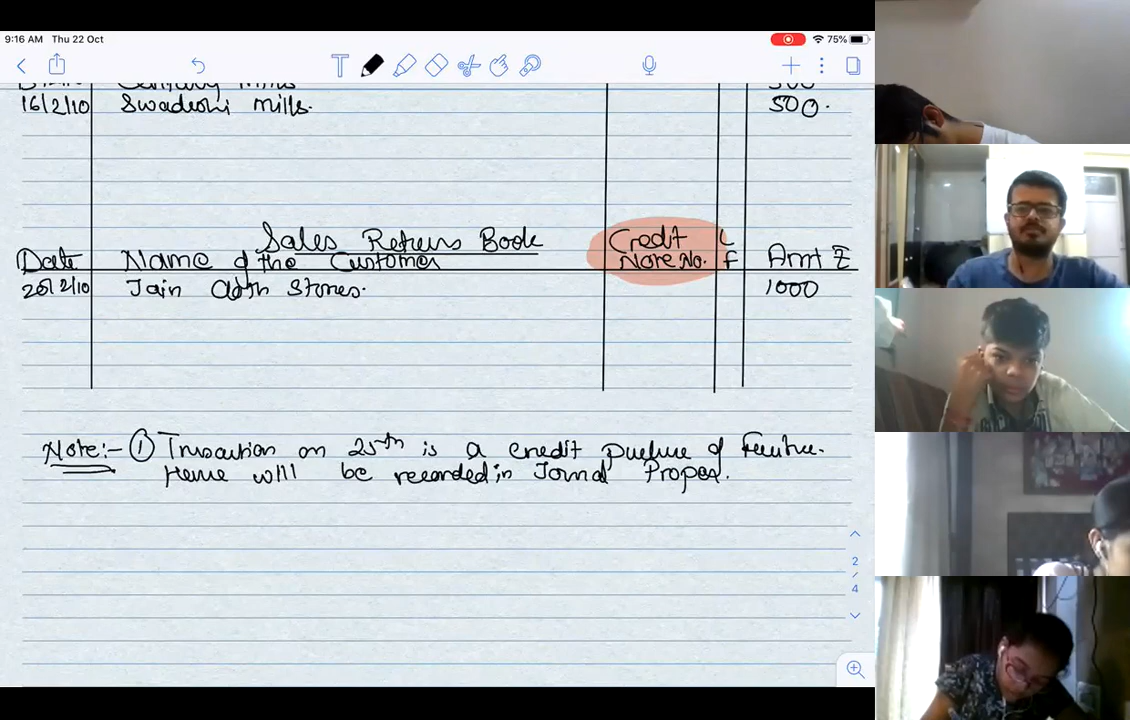 9:16 AM Thu 22 Oct
75%
T
500
16/2/10 Swadeshi Mills. 500.
Sales Returns Book
Date Name of the Customer Credit Note No. L F Amt ₹
20/2/10 Jain Cloth Stores. 1000
Note:- ① Transaction on 25th is a credit purchase of furniture.
Hence will be recorded in Journal Proper.
2
/
4